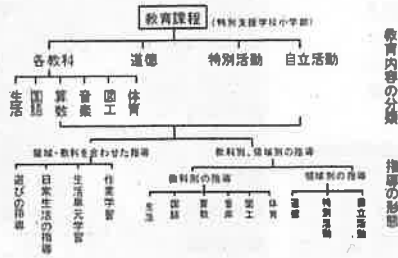 教育課程 (特別支援学校小学部)
各教科 道徳 特別活動 自立活動
生活 国語 算数 音楽 図工 体育
教育内容の分類
領域・教科を合わせた指導 教科別、領域別の指導
遊びの指導 日常生活の指導 生活単元学習 作業学習
教科別の指導 領域別の指導
生活 国語 算数 音楽 図工 体育
道徳 特別活動 自立活動
指導の形態